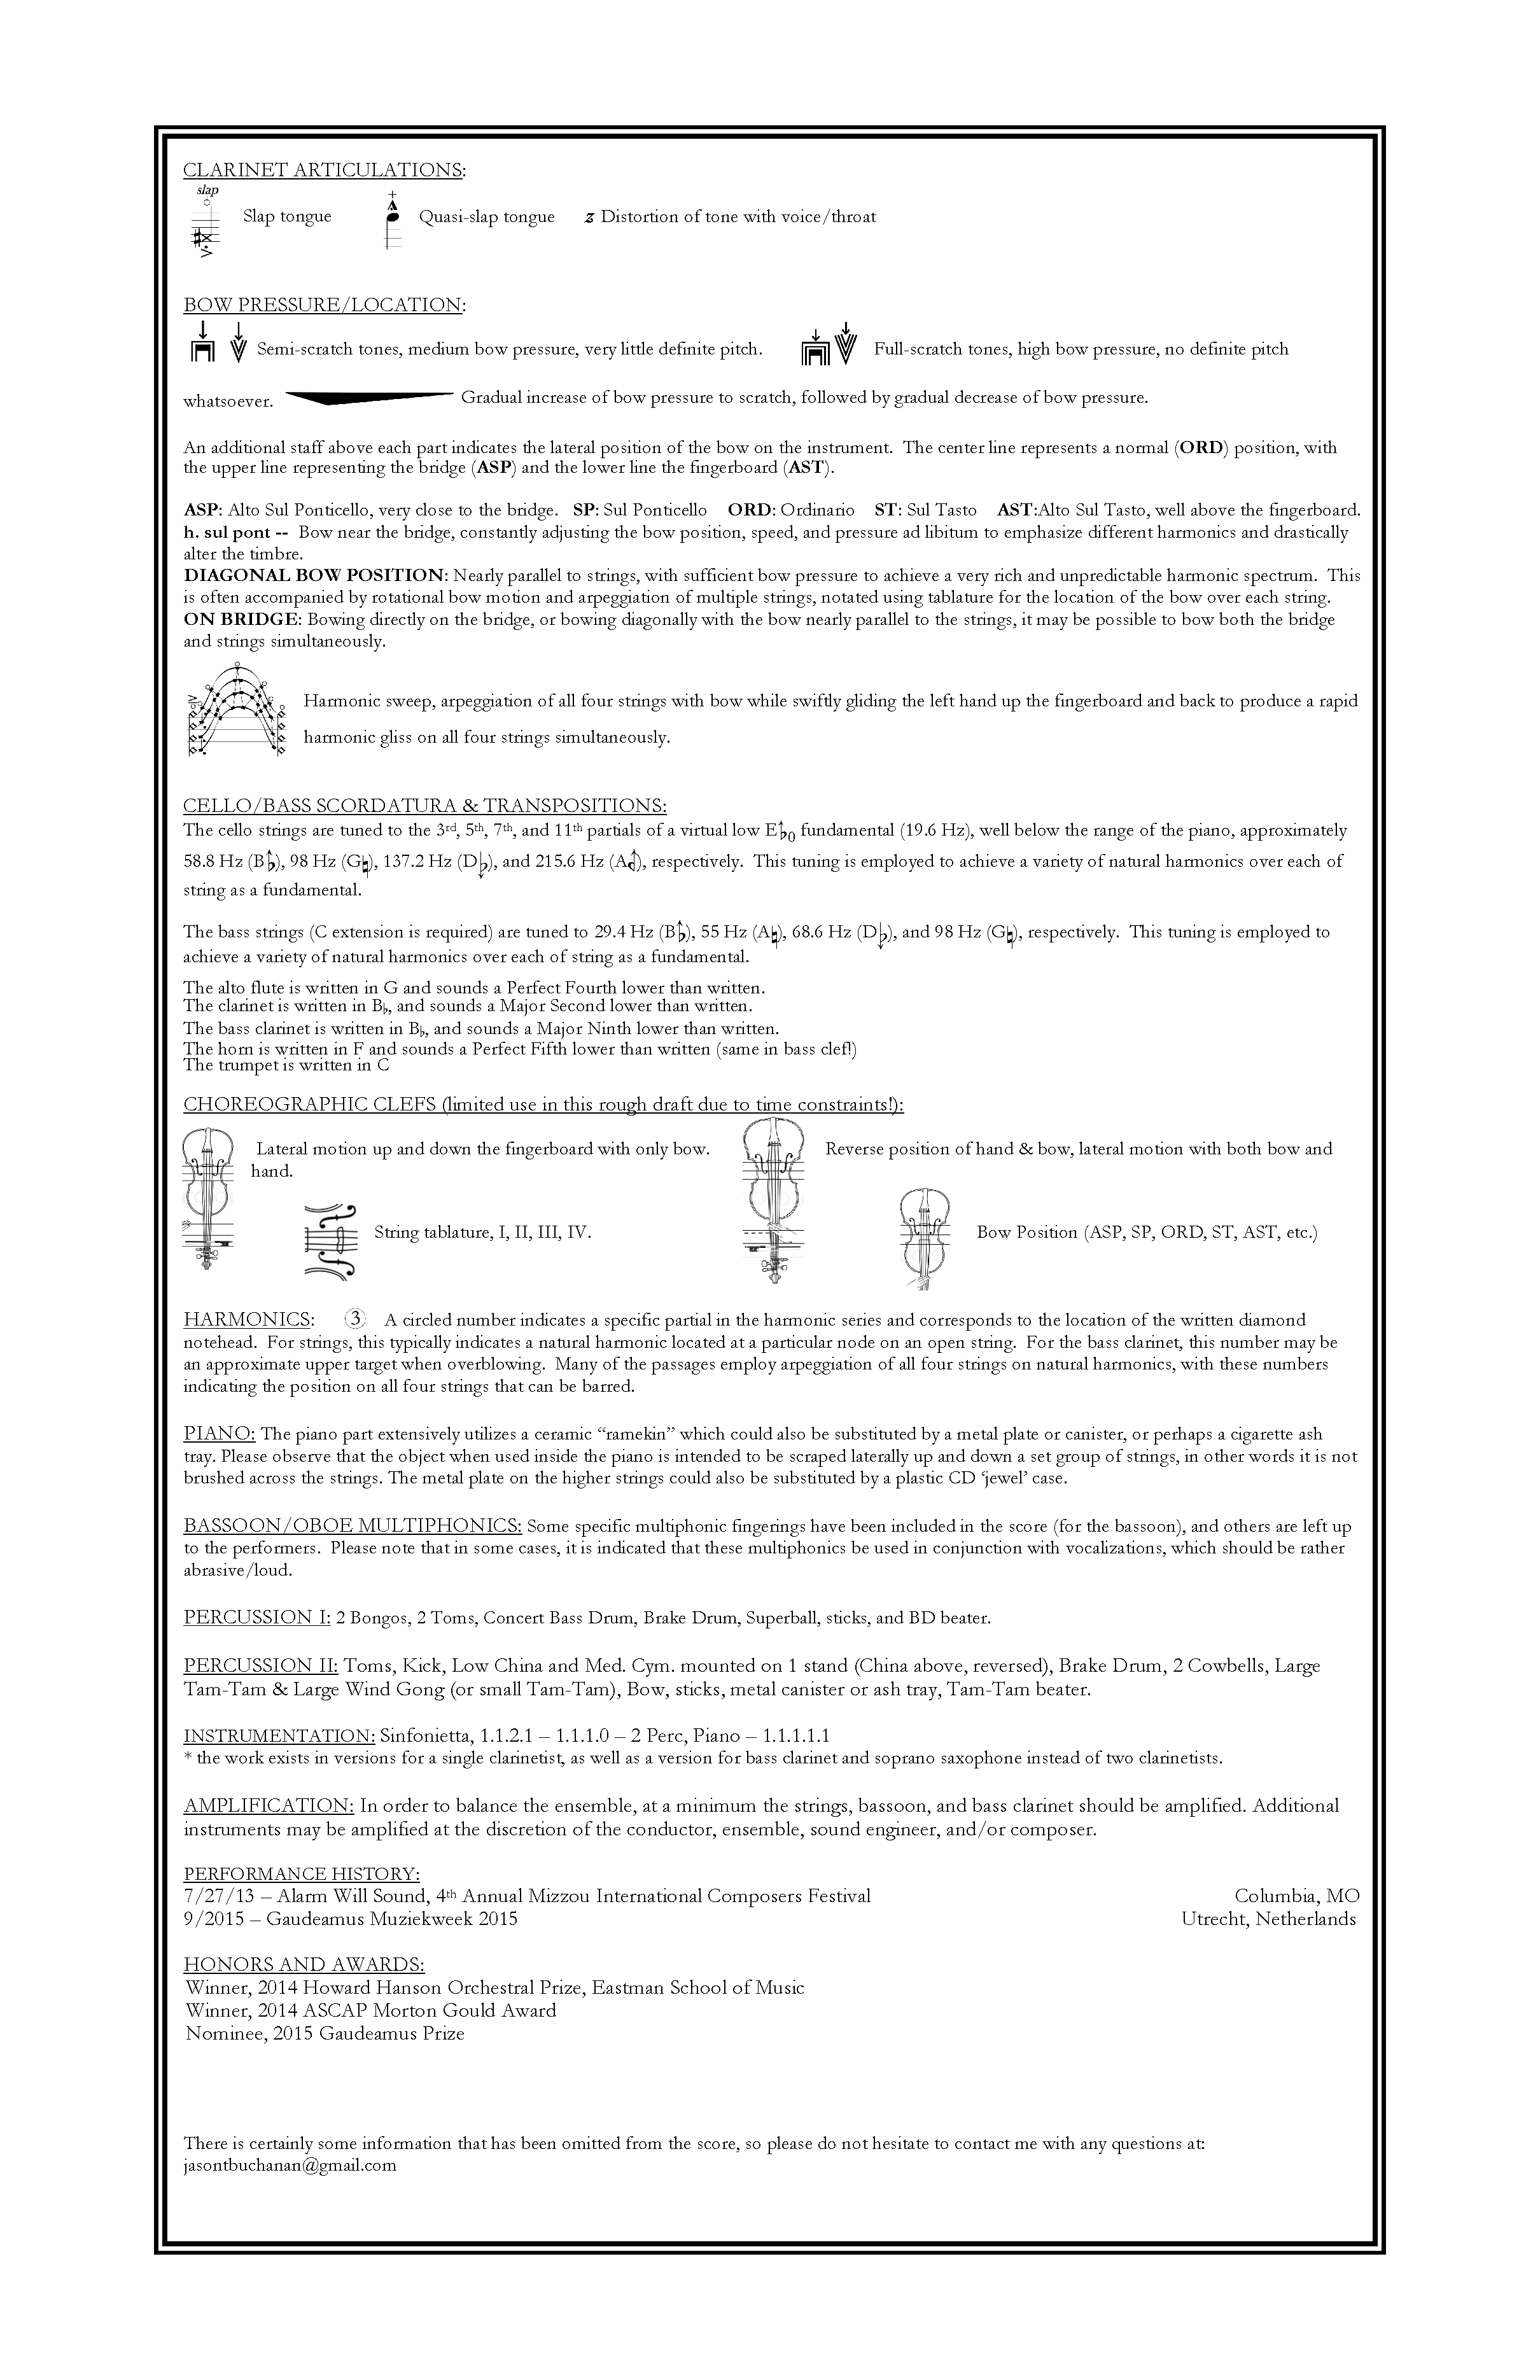 CLARINET ARTICULATIONS:
slap
Slap tongue + Quasi-slap tongue z Distortion of tone with voice/throat
BOW PRESSURE/LOCATION:
Semi-scratch tones, medium bow pressure, very little definite pitch. Full-scratch tones, high bow pressure, no definite pitch
whatsoever. Gradual increase of bow pressure to scratch, followed by gradual decrease of bow pressure.
An additional staff above each part indicates the lateral position of the bow on the instrument. The center line represents a normal (ORD) position, with
the upper line representing the bridge (ASP) and the lower line the fingerboard (AST).
ASP: Alto Sul Ponticello, very close to the bridge. SP: Sul Ponticello ORD: Ordinario ST: Sul Tasto AST:Alto Sul Tasto, well above the fingerboard.
h. sul pont -- Bow near the bridge, constantly adjusting the bow position, speed, and pressure ad libitum to emphasize different harmonics and drastically
alter the timbre.
DIAGONAL BOW POSITION: Nearly parallel to strings, with sufficient bow pressure to achieve a very rich and unpredictable harmonic spectrum. This
is often accompanied by rotational bow motion and arpeggiation of multiple strings, notated using tablature for the location of the bow over each string.
ON BRIDGE: Bowing directly on the bridge, or bowing diagonally with the bow nearly parallel to the strings, it may be possible to bow both the bridge
and strings simultaneously.
Harmonic sweep, arpeggiation of all four strings with bow while swiftly gliding the left hand up the fingerboard and back to produce a rapid
harmonic gliss on all four strings simultaneously.
CELLO/BASS SCORDATURA & TRANSPOSITIONS:
The cello strings are tuned to the 3rd, 5th, 7th, and 11th partials of a virtual low E♭0 fundamental (19.6 Hz), well below the range of the piano, approximately
58.8 Hz (B♭), 98 Hz (G♮), 137.2 Hz (D♭), and 215.6 Hz (A), respectively. This tuning is employed to achieve a variety of natural harmonics over each of
string as a fundamental.
The bass strings (C extension is required) are tuned to 29.4 Hz (B♭), 55 Hz (A♮), 68.6 Hz (D♭), and 98 Hz (G♮), respectively. This tuning is employed to
achieve a variety of natural harmonics over each of string as a fundamental.
The alto flute is written in G and sounds a Perfect Fourth lower than written.
The clarinet is written in B♭, and sounds a Major Second lower than written.
The bass clarinet is written in B♭, and sounds a Major Ninth lower than written.
The horn is written in F and sounds a Perfect Fifth lower than written (same in bass clef!)
The trumpet is written in C
CHOREOGRAPHIC CLEFS (limited use in this rough draft due to time constraints!):
Lateral motion up and down the fingerboard with only bow. Reverse position of hand & bow, lateral motion with both bow and
hand.
String tablature, I, II, III, IV. Bow Position (ASP, SP, ORD, ST, AST, etc.)
HARMONICS: 3 A circled number indicates a specific partial in the harmonic series and corresponds to the location of the written diamond
notehead. For strings, this typically indicates a natural harmonic located at a particular node on an open string. For the bass clarinet, this number may be
an approximate upper target when overblowing. Many of the passages employ arpeggiation of all four strings on natural harmonics, with these numbers
indicating the position on all four strings that can be barred.
PIANO: The piano part extensively utilizes a ceramic “ramekin” which could also be substituted by a metal plate or canister, or perhaps a cigarette ash
tray. Please observe that the object when used inside the piano is intended to be scraped laterally up and down a set group of strings, in other words it is not
brushed across the strings. The metal plate on the higher strings could also be substituted by a plastic CD ‘jewel’ case.
BASSOON/OBOE MULTIPHONICS: Some specific multiphonic fingerings have been included in the score (for the bassoon), and others are left up
to the performers. Please note that in some cases, it is indicated that these multiphonics be used in conjunction with vocalizations, which should be rather
abrasive/loud.
PERCUSSION I: 2 Bongos, 2 Toms, Concert Bass Drum, Brake Drum, Superball, sticks, and BD beater.
PERCUSSION II: Toms, Kick, Low China and Med. Cym. mounted on 1 stand (China above, reversed), Brake Drum, 2 Cowbells, Large
Tam-Tam & Large Wind Gong (or small Tam-Tam), Bow, sticks, metal canister or ash tray, Tam-Tam beater.
INSTRUMENTATION: Sinfonietta, 1.1.2.1 – 1.1.1.0 – 2 Perc, Piano – 1.1.1.1.1
* the work exists in versions for a single clarinetist, as well as a version for bass clarinet and soprano saxophone instead of two clarinetists.
AMPLIFICATION: In order to balance the ensemble, at a minimum the strings, bassoon, and bass clarinet should be amplified. Additional
instruments may be amplified at the discretion of the conductor, ensemble, sound engineer, and/or composer.
PERFORMANCE HISTORY:
7/27/13 – Alarm Will Sound, 4th Annual Mizzou International Composers Festival Columbia, MO
9/2015 – Gaudeamus Muziekweek 2015 Utrecht, Netherlands
HONORS AND AWARDS:
Winner, 2014 Howard Hanson Orchestral Prize, Eastman School of Music
Winner, 2014 ASCAP Morton Gould Award
Nominee, 2015 Gaudeamus Prize
There is certainly some information that has been omitted from the score, so please do not hesitate to contact me with any questions at:
jasontbuchanan@gmail.com